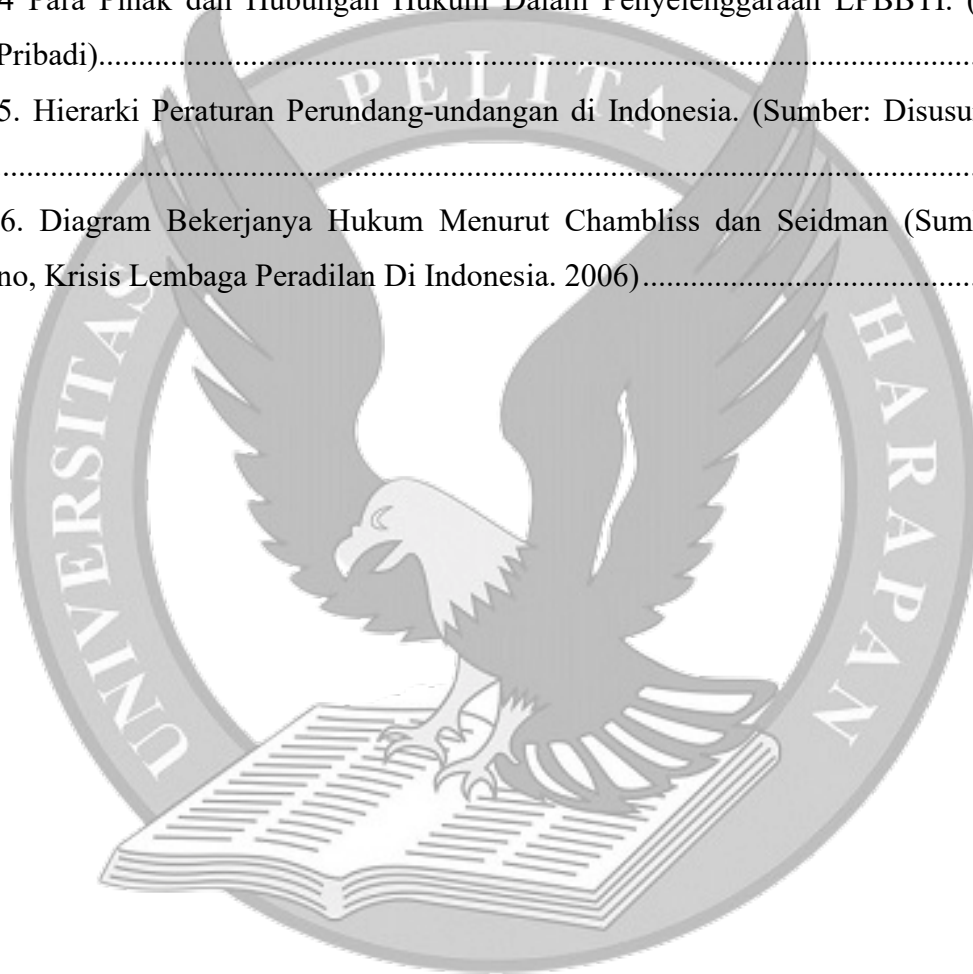 4 Para Pihak dan Hubungan Hukum Dalam Penyelenggaraan LPBBTI. (
Pribadi)......................................................................................................
5. Hierarki Peraturan Perundang-undangan di Indonesia. (Sumber: Disusu
......................................................................................................
6. Diagram Bekerjanya Hukum Menurut Chambliss dan Seidman (Sum
no, Krisis Lembaga Peradilan Di Indonesia. 2006)..........................................
UNIVERSITAS
PELITA
HARAPAN